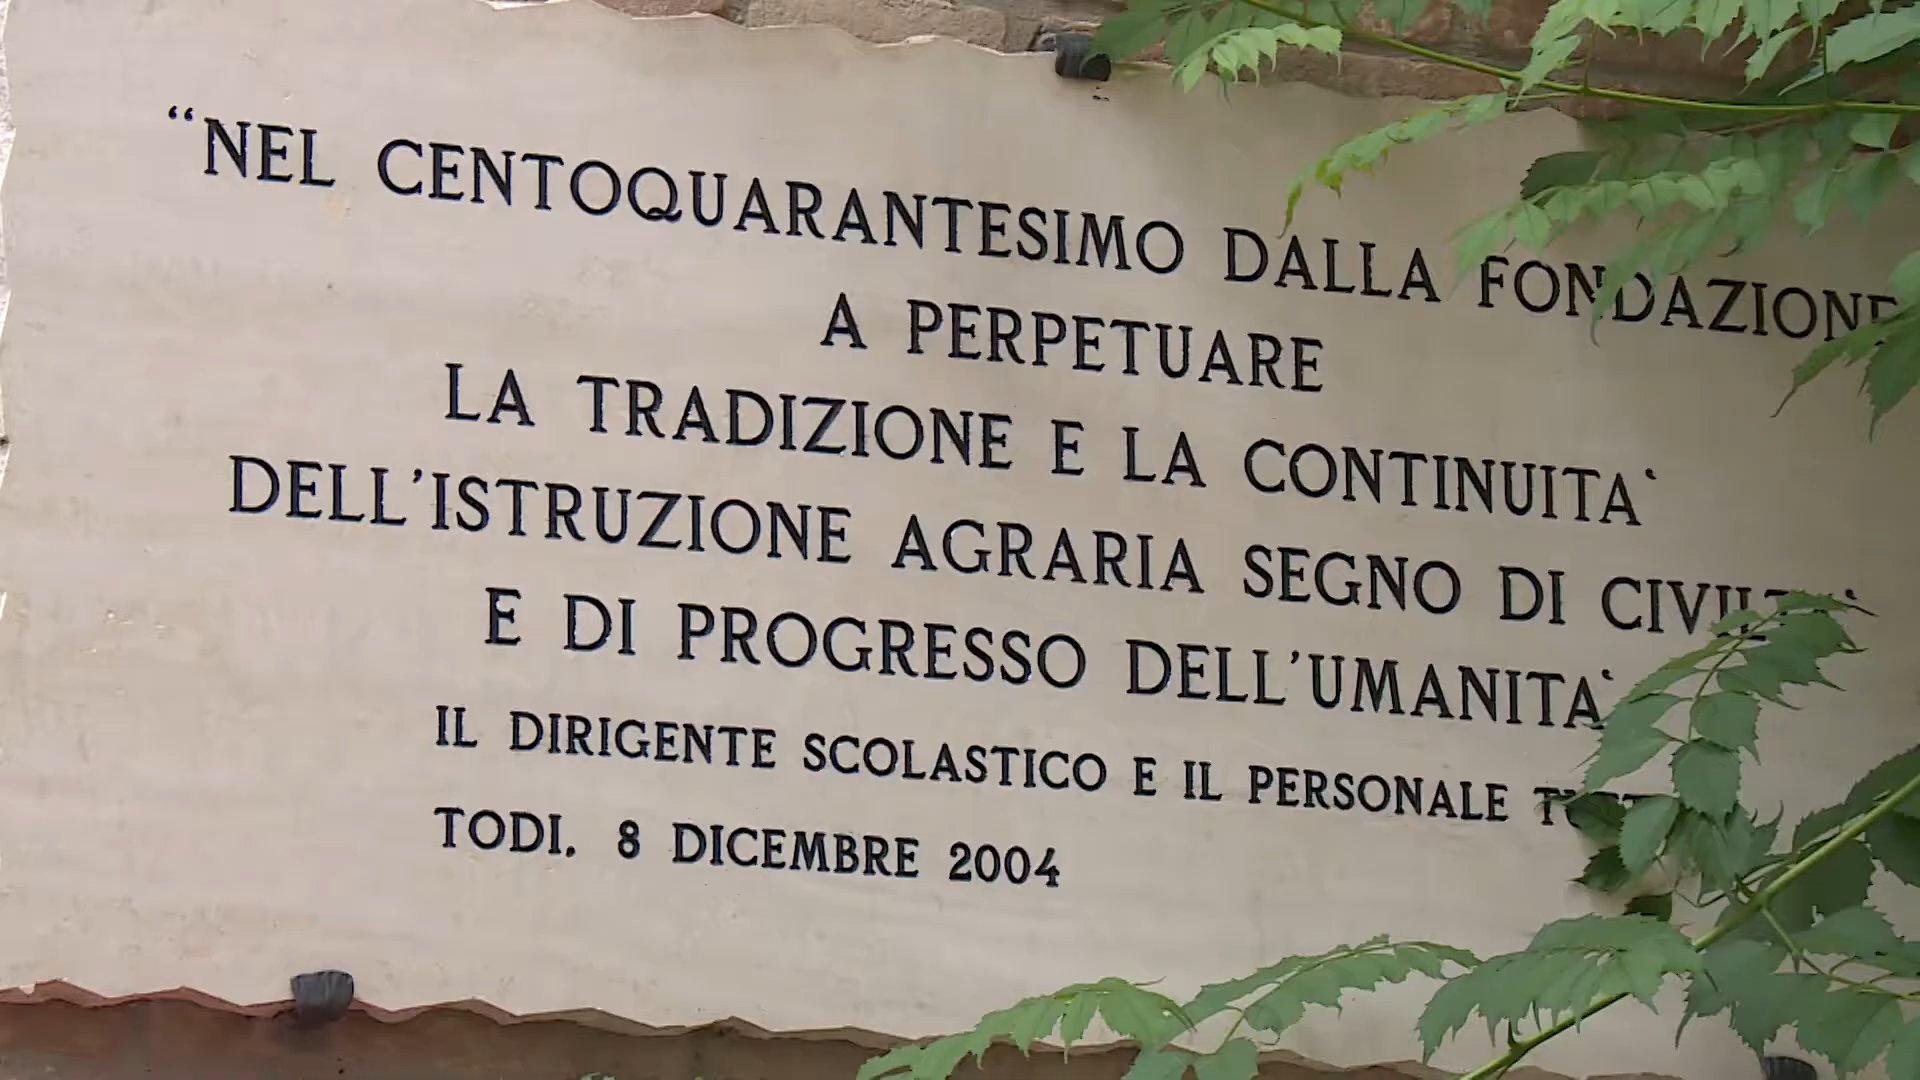 “NEL CENTOQUARANTESIMO DALLA FONDAZIONE
A PERPETUARE
LA TRADIZIONE E LA CONTINUITA‘
DELL'ISTRUZIONE AGRARIA SEGNO DI
E DI PROGRESSO DELL'UMANITA‘
IL DIRIGENTE SCOLASTICO E IL PERSONALE
TODI, 8 DICEMBRE 2004